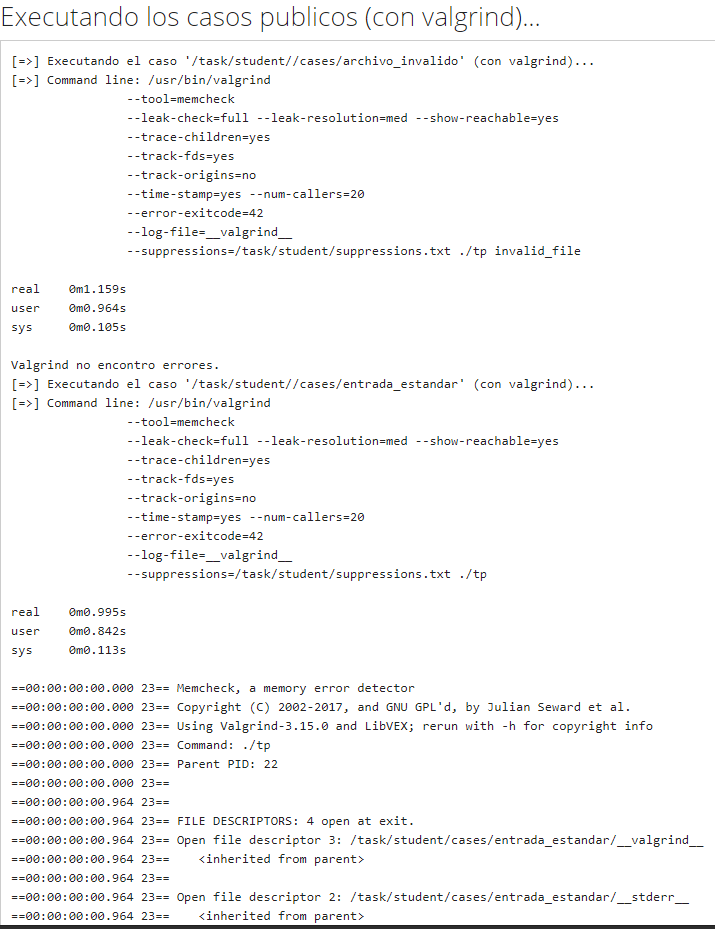 Executando los casos publicos (con valgrind)...
[=>] Executando el caso '/task/student//cases/archivo_invalido' (con valgrind)...
[=>] Command line: /usr/bin/valgrind
--tool=memcheck
--leak-check=full --leak-resolution=med --show-reachable=yes
--trace-children=yes
--track-fds=yes
--track-origins=no
--time-stamp=yes --num-callers=20
--error-exitcode=42
--log-file=__valgrind__
--suppressions=/task/student/suppressions.txt ./tp invalid_file
real 0m1.159s
user 0m0.964s
sys 0m0.105s
Valgrind no encontro errores.
[=>] Executando el caso '/task/student//cases/entrada_estandar' (con valgrind)...
[=>] Command line: /usr/bin/valgrind
--tool=memcheck
--leak-check=full --leak-resolution=med --show-reachable=yes
--trace-children=yes
--track-fds=yes
--track-origins=no
--time-stamp=yes --num-callers=20
--error-exitcode=42
--log-file=__valgrind__
--suppressions=/task/student/suppressions.txt ./tp
real 0m0.995s
user 0m0.842s
sys 0m0.113s
==00:00:00:00.000 23== Memcheck, a memory error detector
==00:00:00:00.000 23== Copyright (C) 2002-2017, and GNU GPL'd, by Julian Seward et al.
==00:00:00:00.000 23== Using Valgrind-3.15.0 and LibVEX; rerun with -h for copyright info
==00:00:00:00.000 23== Command: ./tp
==00:00:00:00.000 23== Parent PID: 22
==00:00:00:00.000 23==
==00:00:00:00.964 23==
==00:00:00:00.964 23== FILE DESCRIPTORS: 4 open at exit.
==00:00:00:00.964 23== Open file descriptor 3: /task/student/cases/entrada_estandar/__valgrind__
==00:00:00:00.964 23== <inherited from parent>
==00:00:00:00.964 23==
==00:00:00:00.964 23== Open file descriptor 2: /task/student/cases/entrada_estandar/__stderr__
==00:00:00:00.964 23== <inherited from parent>